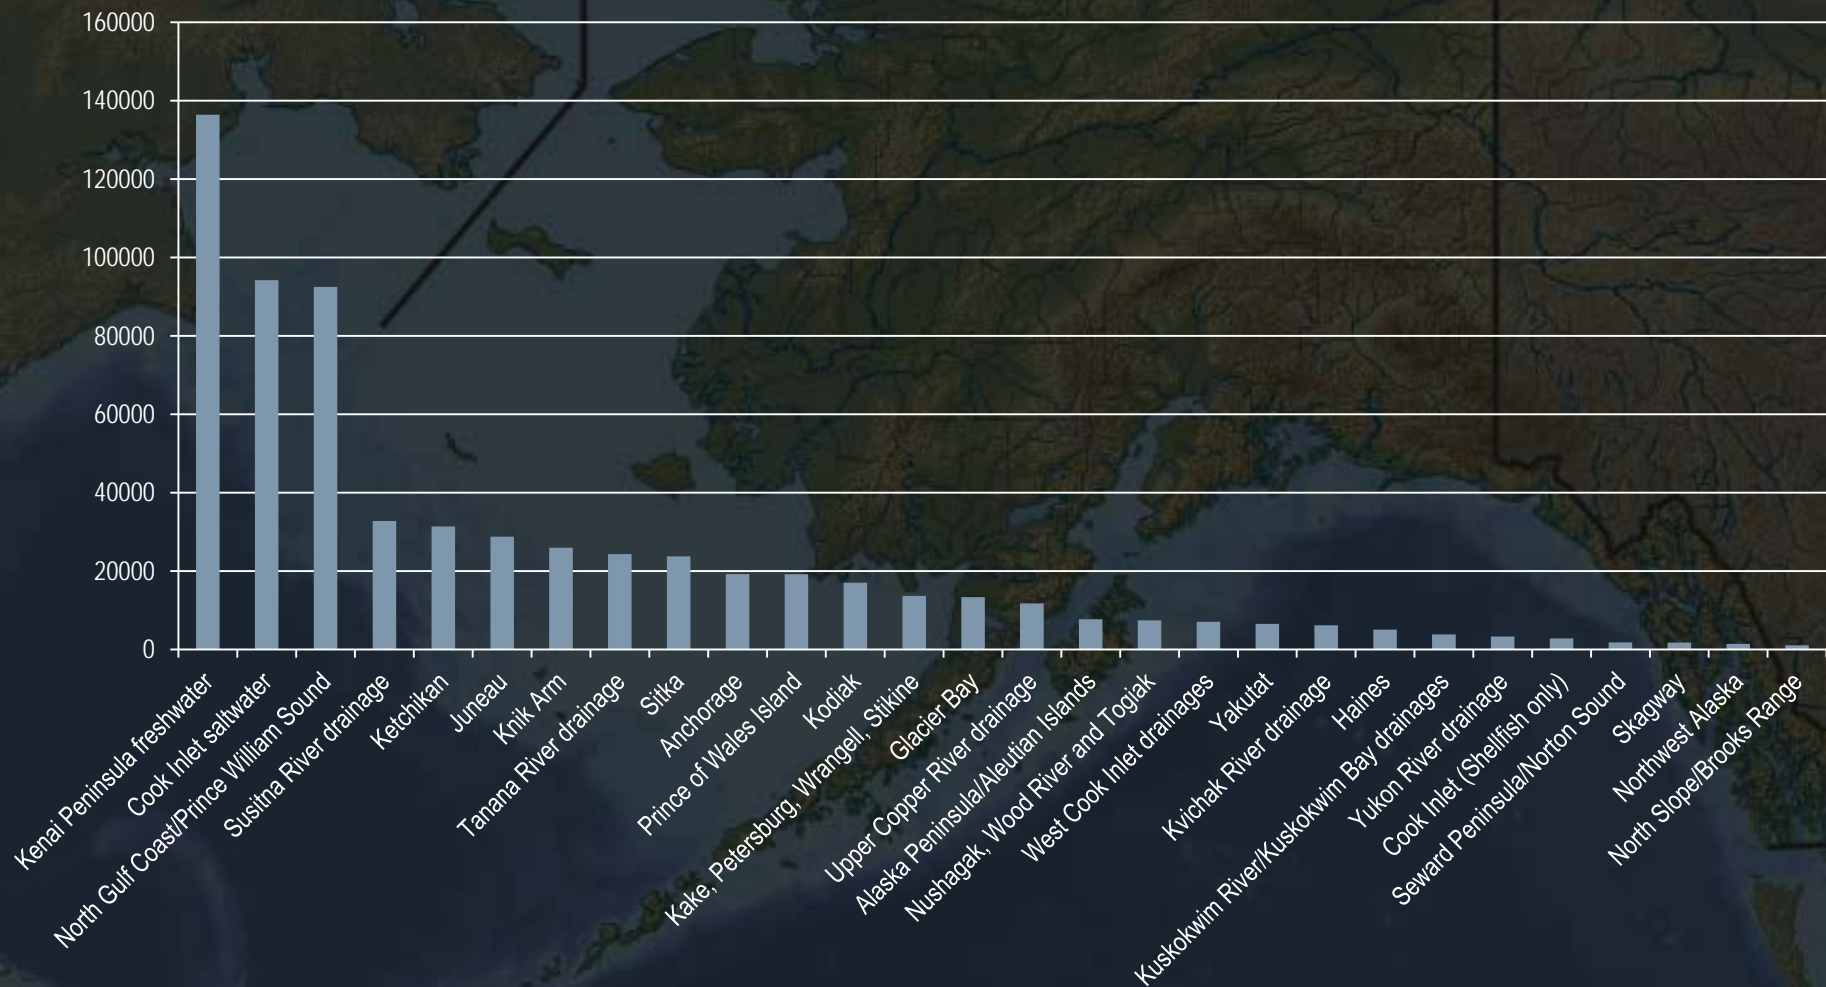 160000
140000
120000
100000
80000
60000
40000
20000
0
Kenai Peninsula freshwater
Cook Inlet saltwater
North Gulf Coast/Prince William Sound
Susitna River drainage
Ketchikan
Juneau
Knik Arm
Tanana River drainage
Sitka
Anchorage
Prince of Wales Island
Kodiak
Kake, Petersburg, Wrangell, Stikine
Glacier Bay
Upper Copper River drainage
Alaska Peninsula/Aleutian Islands
Nushagak, Wood River and Togiak
West Cook Inlet drainages
Yakutat
Kvichak River drainage
Haines
Kuskokwim River/Kuskokwim Bay drainages
Yukon River drainage
Cook Inlet (Shellfish only)
Seward Peninsula/Norton Sound
Skagway
Northwest Alaska
North Slope/Brooks Range